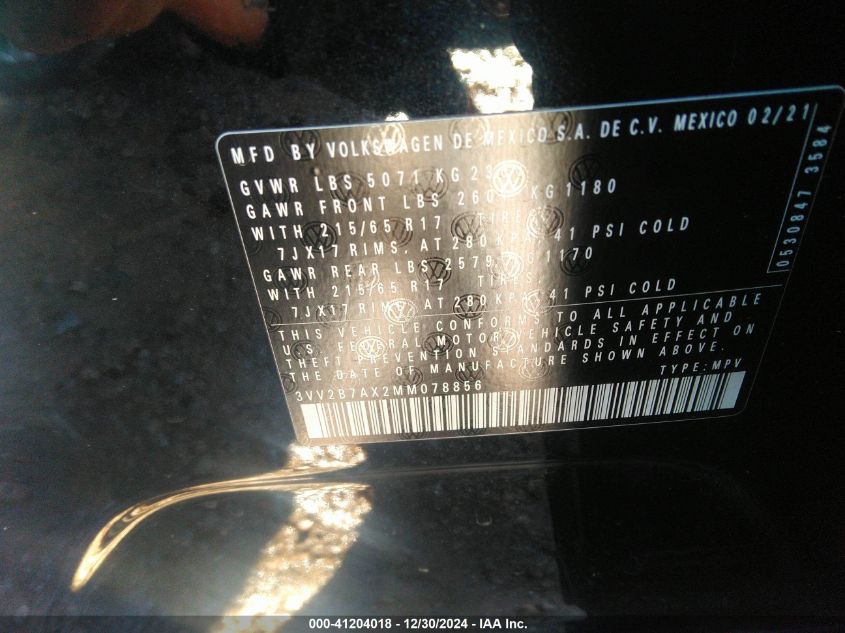 MFD BY VOLKSWAGEN DE MEXICO S.A. DE C.V. MEXICO 02/21
GVWR LBS 5071 KG
GAWR FRONT LBS KG 1180
WITH 215/65 R17 TIRES
7JX17 RIMS, AT 280 KPA, 41 PSI COLD
GAWR REAR LBS 2579, KG 1170
WITH 215/65 R17 TIRES
7JX17 RIMS, AT 280 KPA, 41 PSI COLD
THIS VEHICLE CONFORMS TO ALL APPLICABLE
U.S. FEDERAL MOTOR VEHICLE SAFETY AND
THEFT PREVENTION STANDARDS IN EFFECT ON
THE DATE OF MANUFACTURE SHOWN ABOVE.
TYPE: MPV
3VV2B7AX2MM078856
0530847 3584
000-41204018 - 12/30/2024 - IAA Inc.